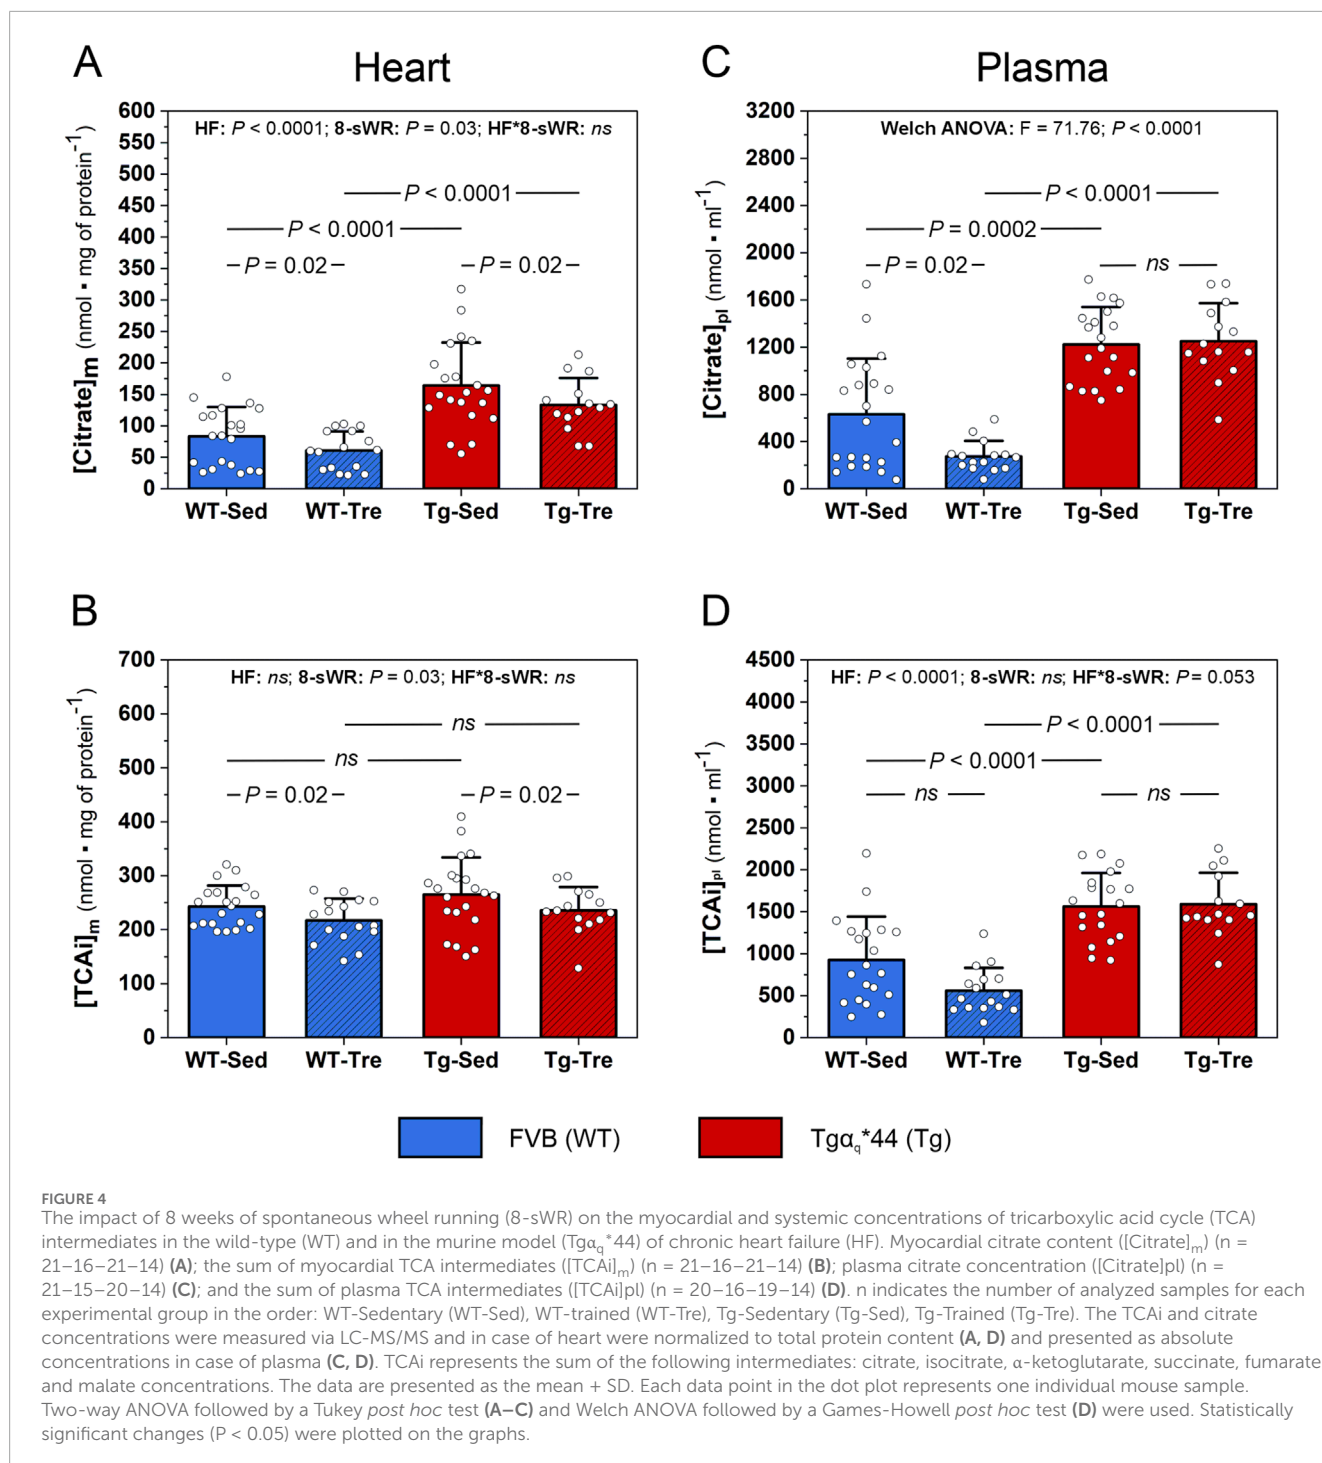 A
Heart
HF: P < 0.0001; 8-sWR: P = 0.03; HF*8-sWR: ns
P < 0.0001
P < 0.0001
P = 0.02
P = 0.02
[Citrate]m (nmol • mg of protein⁻¹)
600
550
500
450
400
350
300
250
200
150
100
50
0
WT-Sed WT-Tre Tg-Sed Tg-Tre
C
Plasma
Welch ANOVA: F = 71.76; P < 0.0001
P < 0.0001
P = 0.0002
P = 0.02
ns
[Citrate]pl (nmol • ml⁻¹)
3200
2800
2400
2000
1600
1200
800
400
0
WT-Sed WT-Tre Tg-Sed Tg-Tre
B
HF: ns; 8-sWR: P = 0.03; HF*8-sWR: ns
ns
ns
P = 0.02
P = 0.02
[TCAi]m (nmol • mg of protein⁻¹)
700
600
500
400
300
200
100
0
WT-Sed WT-Tre Tg-Sed Tg-Tre
D
HF: P < 0.0001; 8-sWR: ns; HF*8-sWR: P = 0.053
P < 0.0001
P < 0.0001
ns
ns
[TCAi]pl (nmol • ml⁻¹)
4500
4000
3500
3000
2500
2000
1500
1000
500
0
WT-Sed WT-Tre Tg-Sed Tg-Tre
FVB (WT)
Tgαq*44 (Tg)
FIGURE 4
The impact of 8 weeks of spontaneous wheel running (8-sWR) on the myocardial and systemic concentrations of tricarboxylic acid cycle (TCA)
intermediates in the wild-type (WT) and in the murine model (Tgαq*44) of chronic heart failure (HF). Myocardial citrate content ([Citrate]m) (n =
21–16–21–14) (A); the sum of myocardial TCA intermediates ([TCAi]m) (n = 21–16–21–14) (B); plasma citrate concentration ([Citrate]pl) (n =
21–15–20–14) (C); and the sum of plasma TCA intermediates ([TCAi]pl) (n = 20–16–19–14) (D). n indicates the number of analyzed samples for each
experimental group in the order: WT-Sedentary (WT-Sed), WT-trained (WT-Tre), Tg-Sedentary (Tg-Sed), Tg-Trained (Tg-Tre). The TCAi and citrate
concentrations were measured via LC-MS/MS and in case of heart were normalized to total protein content (A, D) and presented as absolute
concentrations in case of plasma (C, D). TCAi represents the sum of the following intermediates: citrate, isocitrate, α-ketoglutarate, succinate, fumarate
and malate concentrations. The data are presented as the mean + SD. Each data point in the dot plot represents one individual mouse sample.
Two-way ANOVA followed by a Tukey post hoc test (A–C) and Welch ANOVA followed by a Games-Howell post hoc test (D) were used. Statistically
significant changes (P < 0.05) were plotted on the graphs.